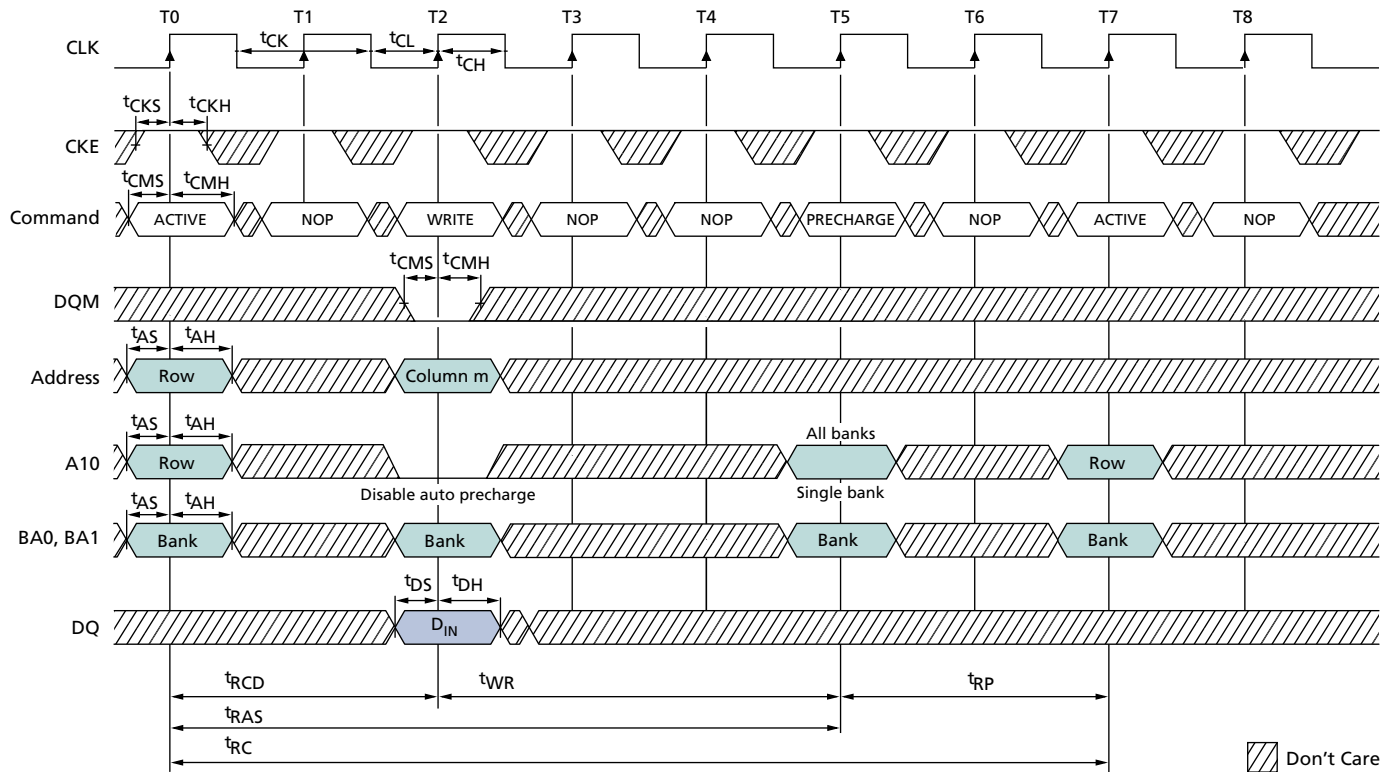 T0 T1 T2 T3 T4 T5 T6 T7 T8
CLK
tCK tCL
tCH
tCKS tCKH
CKE
tCMS tCMH
Command ACTIVE NOP WRITE NOP NOP PRECHARGE NOP ACTIVE NOP
tCMS tCMH
DQM
tAS tAH
Address Row Column m
tAS tAH
All banks
A10 Row Row
Disable auto precharge Single bank
tAS tAH
BA0, BA1 Bank Bank Bank Bank
tDS tDH
DQ DIN
tRCD tWR tRP
tRAS
tRC
Don't Care